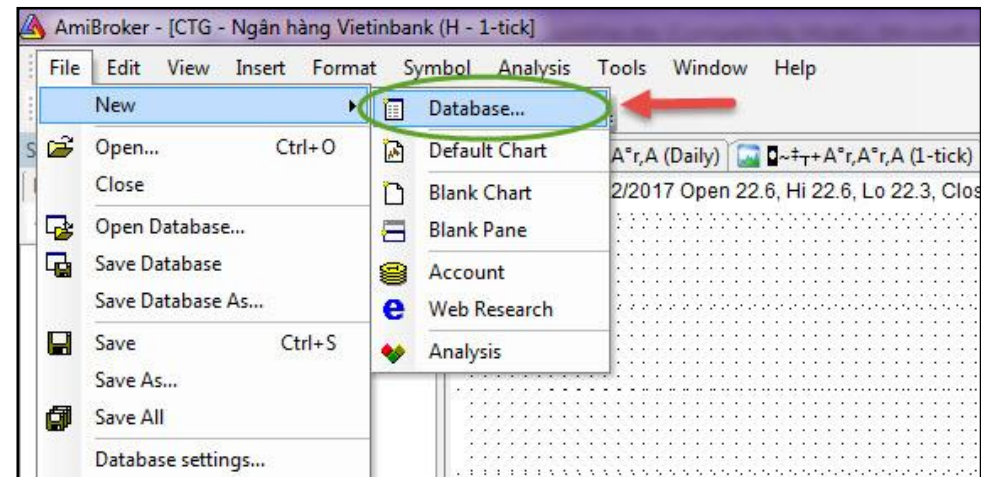 AmiBroker - [CTG - Ngân hàng Vietinbank (H - 1-tick]
File Edit View Insert Format Symbol Analysis Tools Window Help
New
Database...
Open... Ctrl+O
Default Chart
Close
Blank Chart
Open Database...
Blank Pane
Save Database
Account
Save Database As...
Web Research
Save Ctrl+S
Analysis
Save As...
Save All
Database settings...
A°r,A (Daily)
+A°r,A°r,A (1-tick)
2/2017 Open 22.6, Hi 22.6, Lo 22.3, Clos